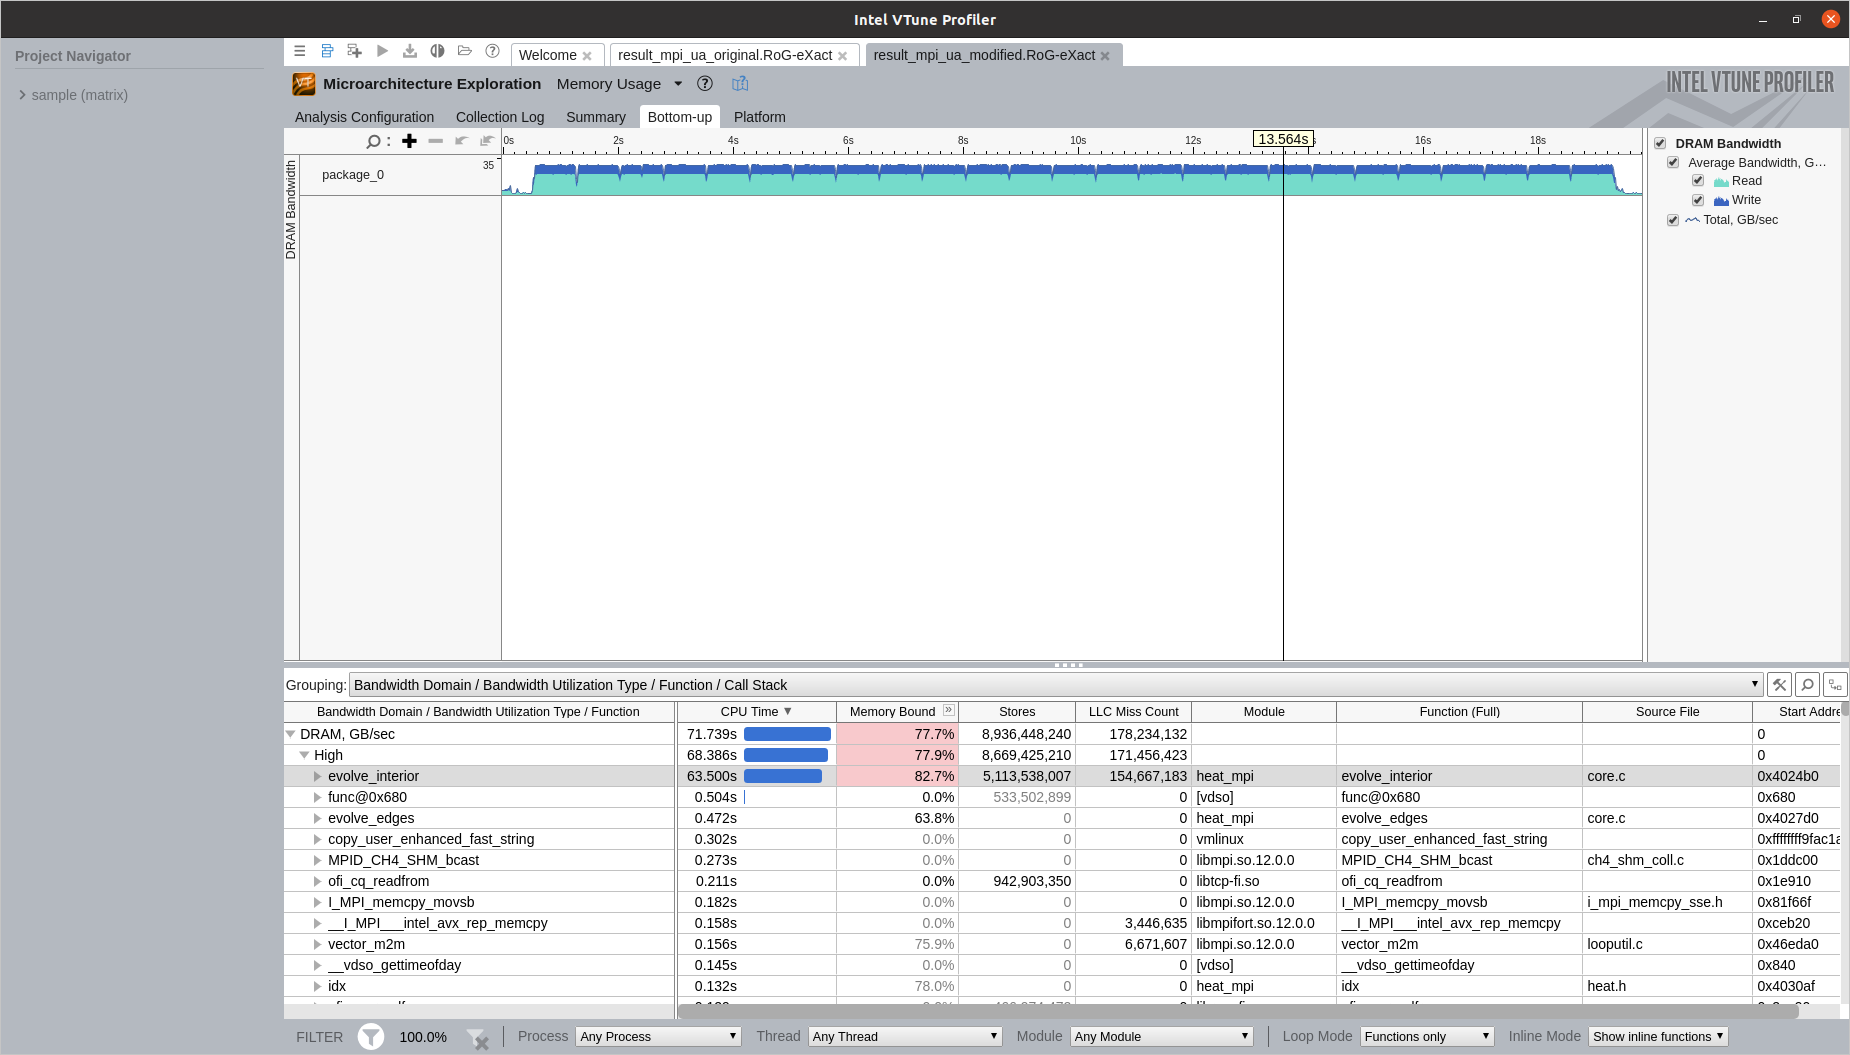 Intel VTune Profiler
Project Navigator
sample (matrix)
Welcome
result_mpi_ua_original.RoG-eXact
result_mpi_ua_modified.RoG-eXact
Microarchitecture Exploration Memory Usage
INTEL VTUNE PROFILER
Analysis Configuration Collection Log Summary Bottom-up Platform
0s 2s 4s 6s 8s 10s 12s 13.564s 16s 18s
DRAM Bandwidth
package_0 35
DRAM Bandwidth
Average Bandwidth, G...
Read
Write
Total, GB/sec
Grouping: Bandwidth Domain / Bandwidth Utilization Type / Function / Call Stack
Bandwidth Domain / Bandwidth Utilization Type / Function CPU Time Memory Bound Stores LLC Miss Count Module Function (Full) Source File Start Addre
DRAM, GB/sec 71.739s 77.7% 8,936,448,240 178,234,132 0
High 68.386s 77.9% 8,669,425,210 171,456,423 0
evolve_interior 63.500s 82.7% 5,113,538,007 154,667,183 heat_mpi evolve_interior core.c 0x4024b0
func@0x680 0.504s 0.0% 533,502,899 0 [vdso] func@0x680 0x680
evolve_edges 0.472s 63.8% 0 0 heat_mpi evolve_edges core.c 0x4027d0
copy_user_enhanced_fast_string 0.302s 0.0% 0 0 vmlinux copy_user_enhanced_fast_string 0xffffffff9fac1a
MPID_CH4_SHM_bcast 0.273s 0.0% 0 0 libmpi.so.12.0.0 MPID_CH4_SHM_bcast ch4_shm_coll.c 0x1ddc00
ofi_cq_readfrom 0.211s 0.0% 942,903,350 0 libtcp-fi.so ofi_cq_readfrom 0x1e910
I_MPI_memcpy_movsb 0.182s 0.0% 0 0 libmpi.so.12.0.0 I_MPI_memcpy_movsb i_mpi_memcpy_sse.h 0x81f66f
__I_MPI___intel_avx_rep_memcpy 0.158s 0.0% 0 3,446,635 libmpifort.so.12.0.0 __I_MPI___intel_avx_rep_memcpy 0xceb20
vector_m2m 0.156s 75.9% 0 6,671,607 libmpi.so.12.0.0 vector_m2m looputil.c 0x46eda0
__vdso_gettimeofday 0.145s 0.0% 0 0 [vdso] __vdso_gettimeofday 0x840
idx 0.132s 78.0% 0 0 heat_mpi idx heat.h 0x4030af
FILTER 100.0% Process Any Process Thread Any Thread Module Any Module Loop Mode Functions only Inline Mode Show inline functions